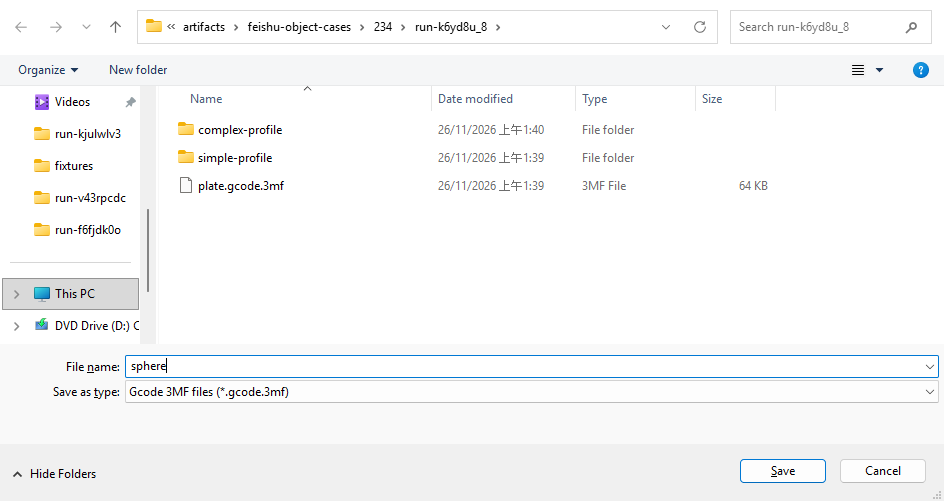 « artifacts › feishu-object-cases › 234 › run-k6yd8u_8 ›
Search run-k6yd8u_8
Organize
New folder
?
Name
Date modified
Type
Size
Videos
run-kjulwlv3
fixtures
run-v43rpcdc
run-f6fjdk0o
This PC
DVD Drive (D:) C
complex-profile 26/11/2026 上午1:40 File folder
simple-profile 26/11/2026 上午1:39 File folder
plate.gcode.3mf 26/11/2026 上午1:39 3MF File 64 KB
File name: sphere
Save as type: Gcode 3MF files (*.gcode.3mf)
Hide Folders
Save
Cancel